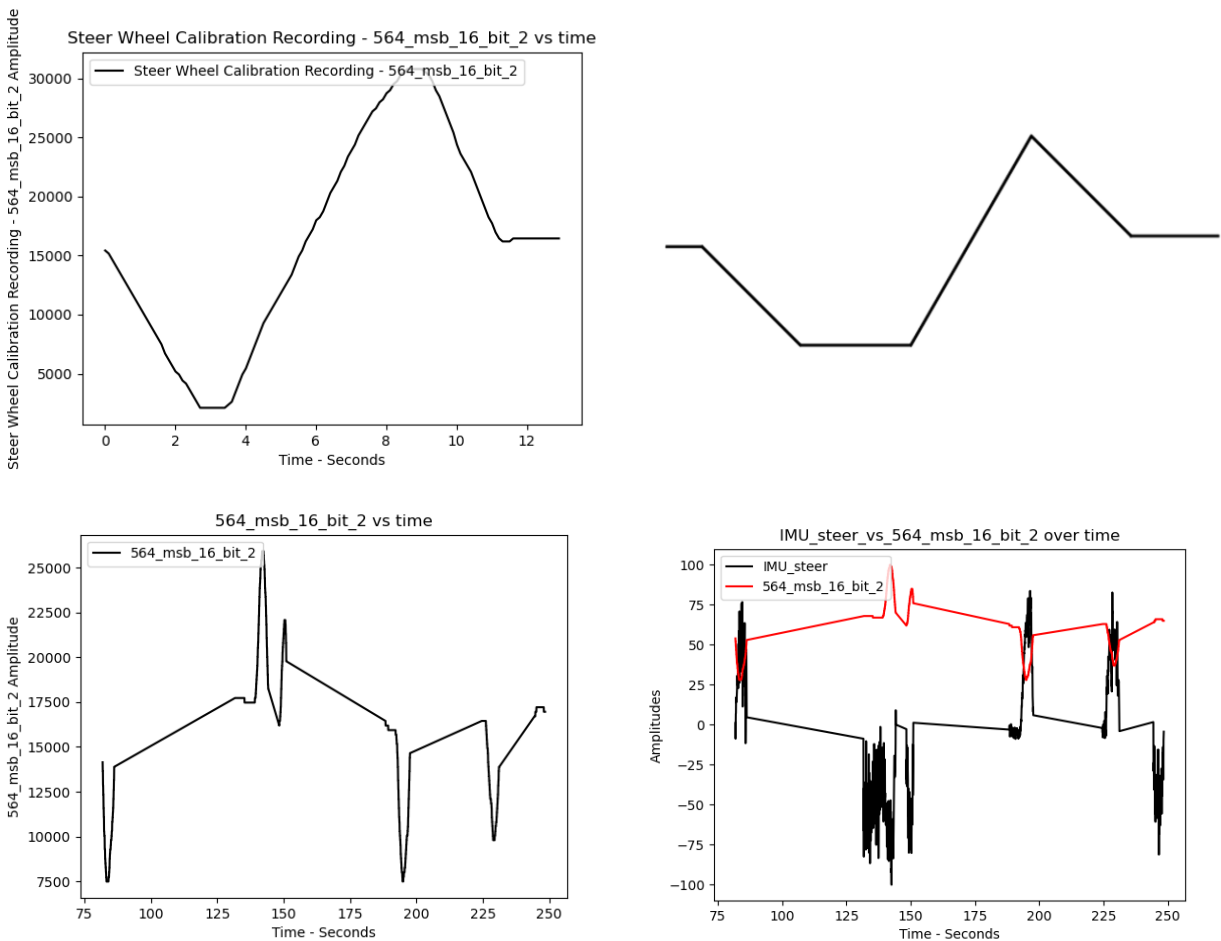 Steer Wheel Calibration Recording - 564_msb_16_bit_2 vs time
Steer Wheel Calibration Recording - 564_msb_16_bit_2
Steer Wheel Calibration Recording - 564_msb_16_bit_2 Amplitude
30000
25000
20000
15000
10000
5000
0 2 4 6 8 10 12
Time - Seconds
564_msb_16_bit_2 vs time
564_msb_16_bit_2
564_msb_16_bit_2 Amplitude
25000
22500
20000
17500
15000
12500
10000
7500
75 100 125 150 175 200 225 250
Time - Seconds
IMU_steer_vs_564_msb_16_bit_2 over time
IMU_steer
564_msb_16_bit_2
Amplitudes
100
75
50
25
0
−25
−50
−75
−100
75 100 125 150 175 200 225 250
Time - Seconds